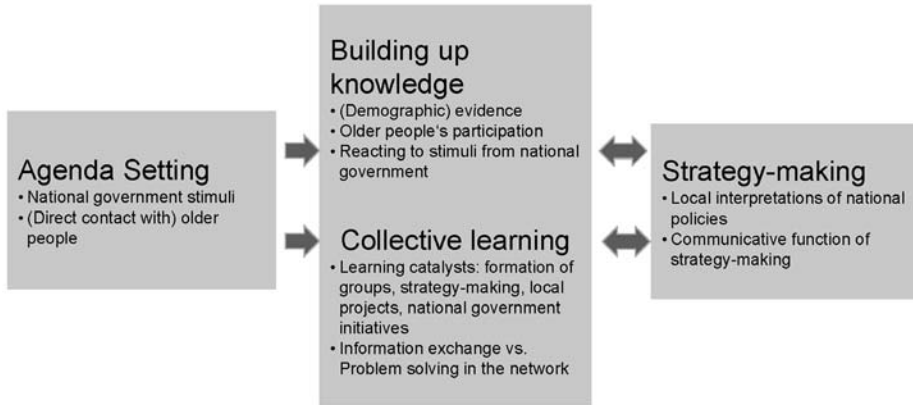 Agenda Setting
• National government stimuli
• (Direct contact with) older
people
Building up
knowledge
• (Demographic) evidence
• Older people's participation
• Reacting to stimuli from national
government
Collective learning
• Learning catalysts: formation of
groups, strategy-making, local
projects, national government
initiatives
• Information exchange vs.
Problem solving in the network
Strategy-making
• Local interpretations of national
policies
• Communicative function of
strategy-making